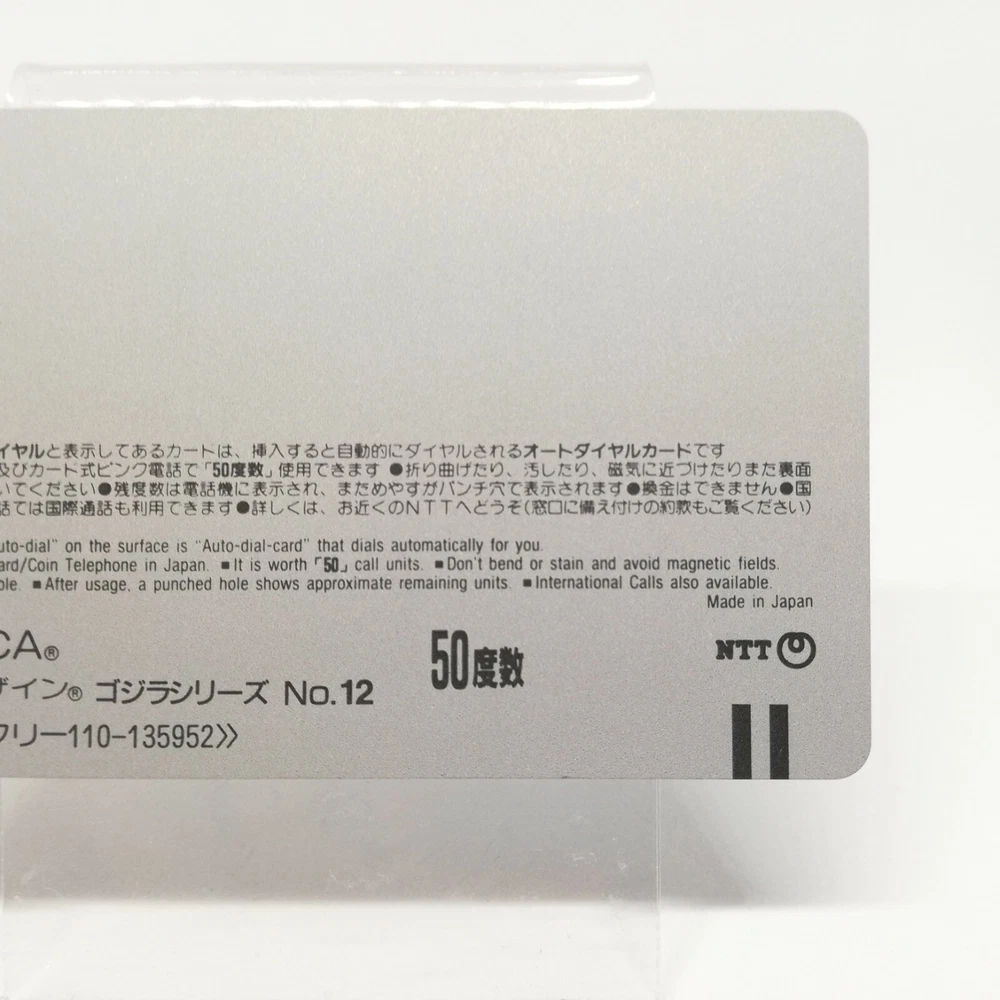 イヤルと表示してあるカートは、挿入すると自動的にダイヤルされるオートダイヤルカードです
及びカード式ピンク電話で「50度数」使用できます ●折り曲げたり、汚したり、磁気に近づけたりまた裏面
いてください●残度数は電話機に表示され、まためやすがパンチ穴で表示されます●換金はできません●国
話では国際通話も利用できます●詳しくは、お近くのNTTへどうぞ(窓口に備え付けの約款もご覧ください)
uto-dial” on the surface is “Auto-dial-card” that dials automatically for you.
ard/Coin Telephone in Japan. ■It is worth「50」call units. ■Don't bend or stain and avoid magnetic fields.
ole. ■After usage, a punched hole shows approximate remaining units. ■International Calls also available.
Made in Japan
CA®
50度数
NTT
ザイン® ゴジラシリーズ No.12
フリー110-135952》